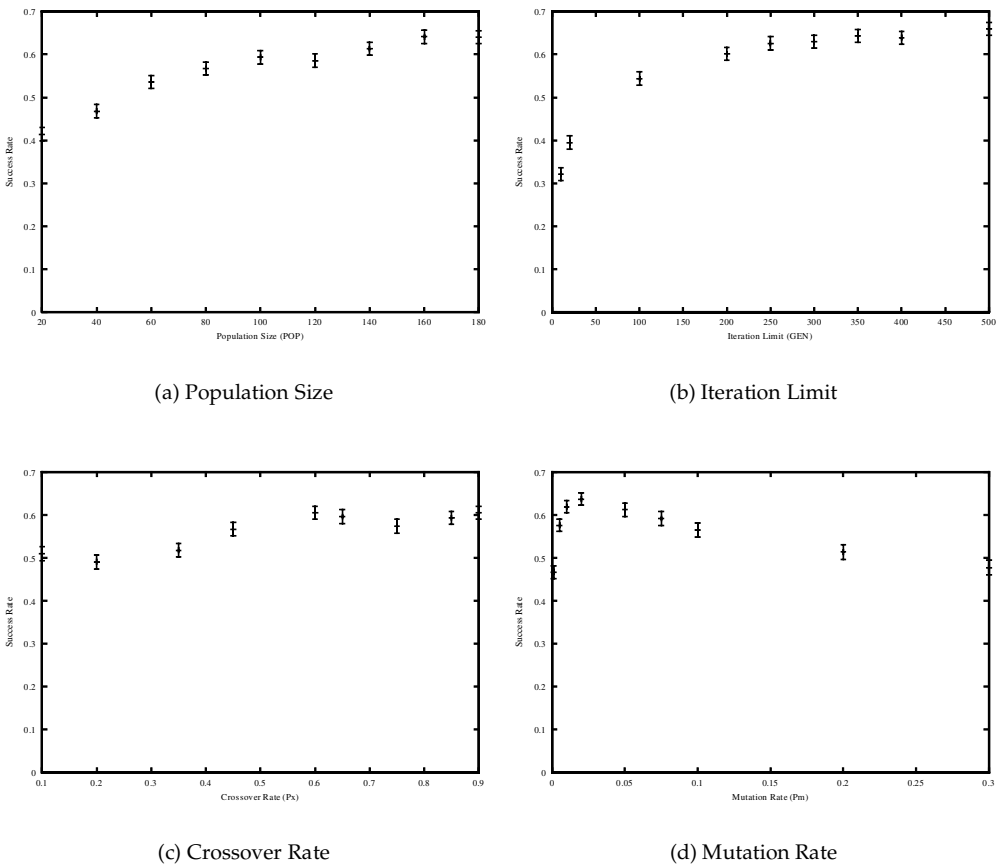 0.7
0.6
0.5
0.4
0.3
0.2
0.1
0
Success Rate
20 40 60 80 100 120 140 160 180
Population Size (POP)
(a) Population Size
0.7
0.6
0.5
0.4
0.3
0.2
0.1
0
Success Rate
0 50 100 150 200 250 300 350 400 450 500
Iteration Limit (GEN)
(b) Iteration Limit
0.7
0.6
0.5
0.4
0.3
0.2
0.1
0
Success Rate
0.1 0.2 0.3 0.4 0.5 0.6 0.7 0.8 0.9
Crossover Rate (Px)
(c) Crossover Rate
0.7
0.6
0.5
0.4
0.3
0.2
0.1
0
Success Rate
0 0.05 0.1 0.15 0.2 0.25 0.3
Mutation Rate (Pm)
(d) Mutation Rate